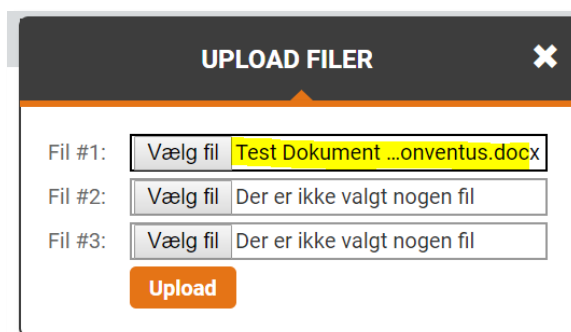 UPLOAD FILER
Fil #1: Vælg fil Test Dokument ...onventus.docx
Fil #2: Vælg fil Der er ikke valgt nogen fil
Fil #3: Vælg fil Der er ikke valgt nogen fil
Upload